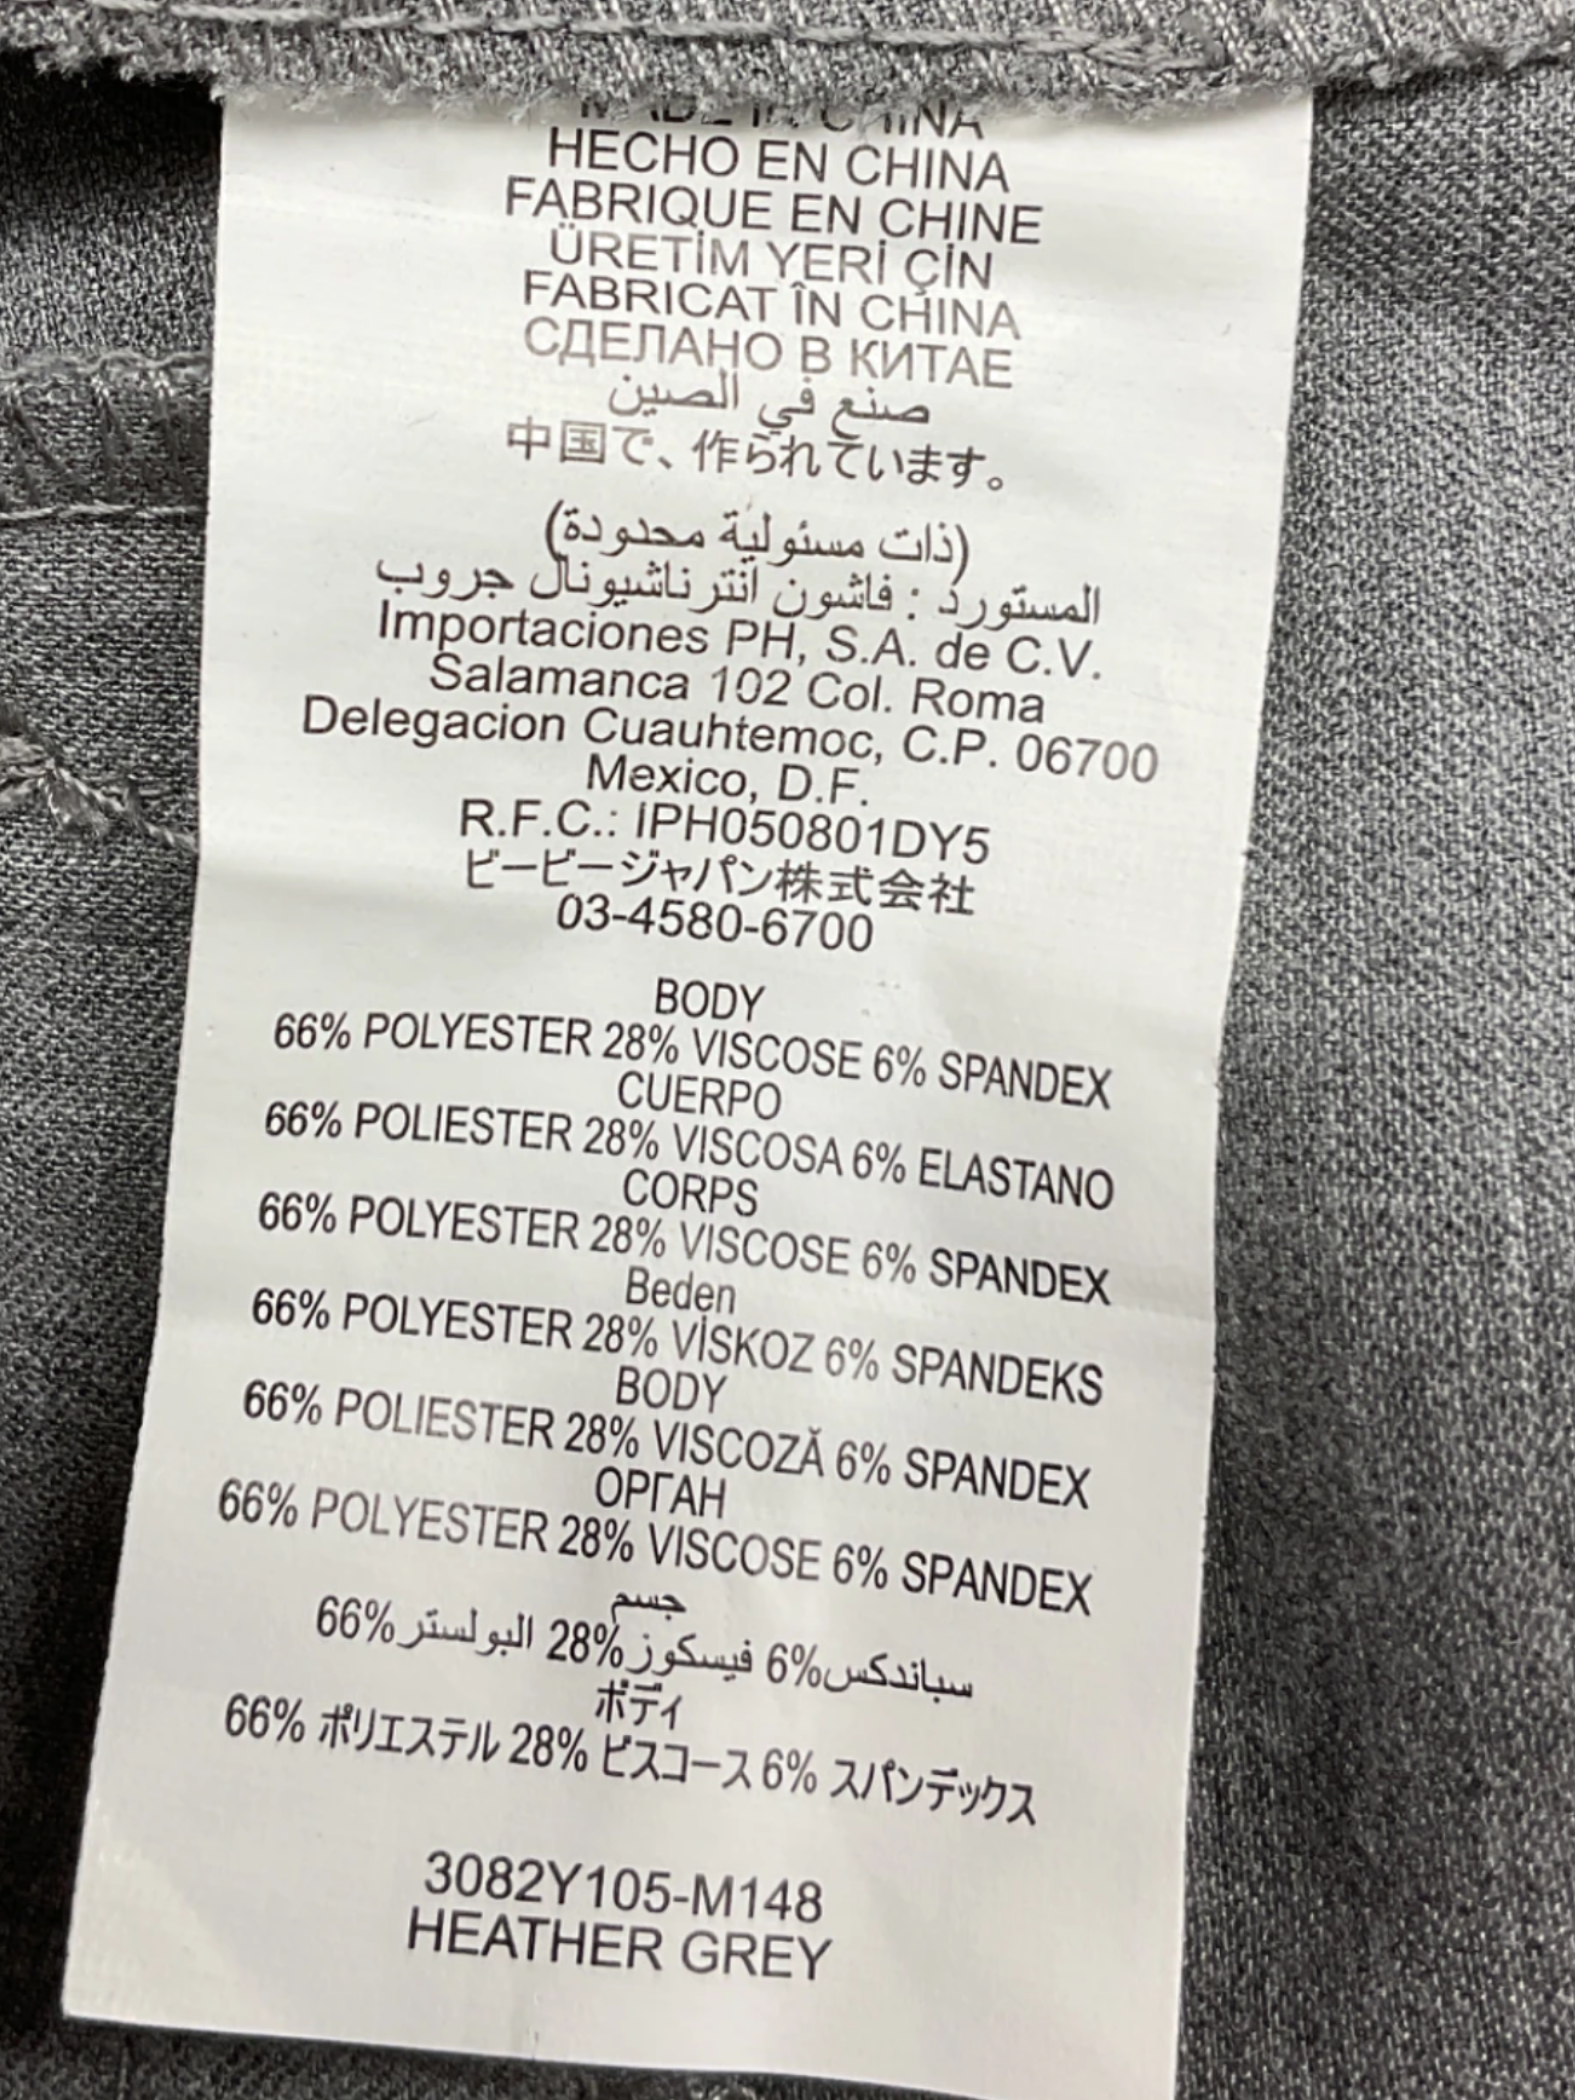 MADE IN CHINA
HECHO EN CHINA
FABRIQUE EN CHINE
ÜRETİM YERİ ÇİN
FABRICAT ÎN CHINA
СДЕЛАНО В КИТАЕ
صنع في الصين
中国で、作られています。
(ذات مسئولية محدودة)
المستورد : فاشون انترناشيونال جروب
Importaciones PH, S.A. de C.V.
Salamanca 102 Col. Roma
Delegacion Cuauhtemoc, C.P. 06700
Mexico, D.F.
R.F.C.: IPH050801DY5
ビービージャパン株式会社
03-4580-6700
BODY
66% POLYESTER 28% VISCOSE 6% SPANDEX
CUERPO
66% POLIESTER 28% VISCOSA 6% ELASTANO
CORPS
66% POLYESTER 28% VISCOSE 6% SPANDEX
Beden
66% POLYESTER 28% VİSKOZ 6% SPANDEKS
BODY
66% POLIESTER 28% VISCOZĂ 6% SPANDEX
ОРГАН
66% POLYESTER 28% VISCOSE 6% SPANDEX
جسم
66% البولستر 28% فيسكوز 6% سباندكس
ボディ
66% ポリエステル 28% ビスコース 6% スパンデックス
3082Y105-M148
HEATHER GREY